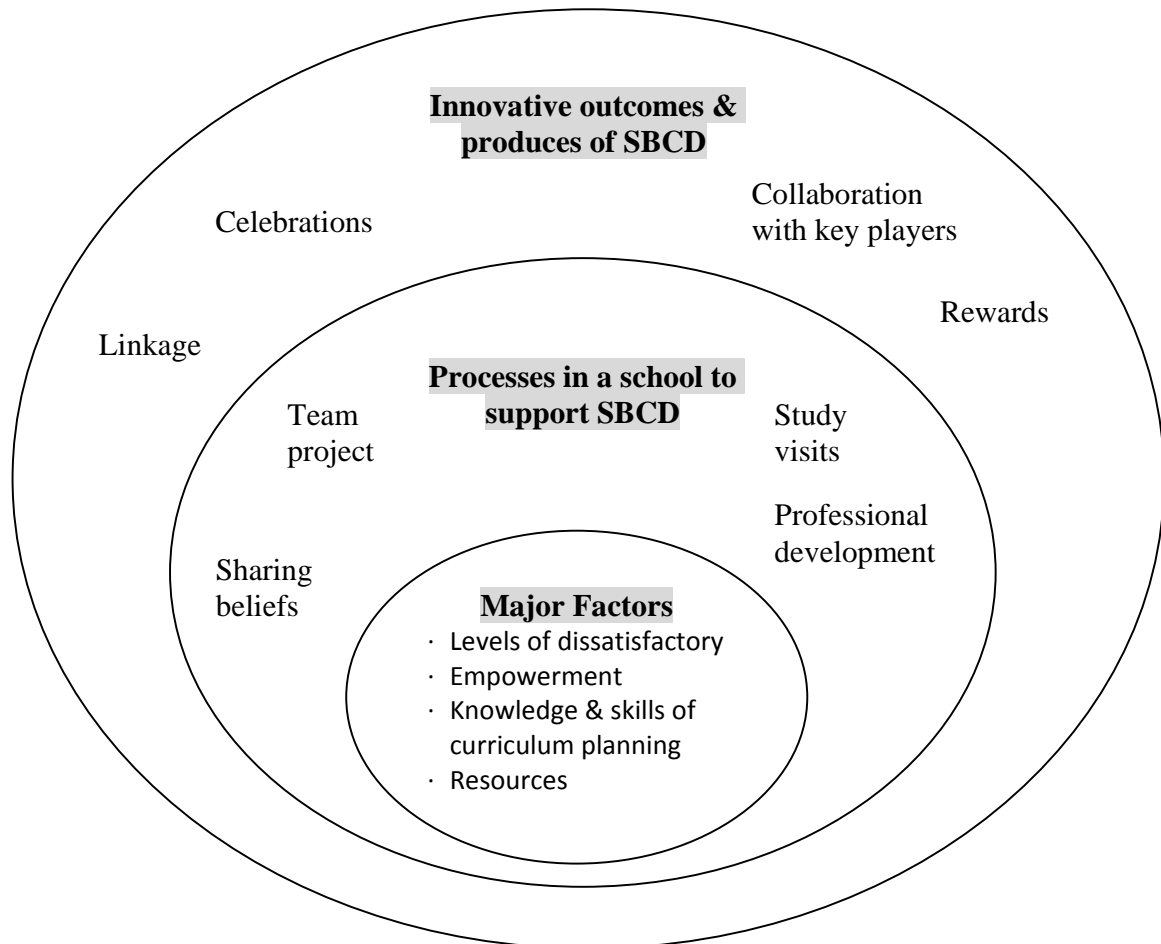 Innovative outcomes &
produces of SBCD
Celebrations
Collaboration
with key players
Linkage
Rewards
Processes in a school to
support SBCD
Team
project
Study
visits
Sharing
beliefs
Professional
development
Major Factors
· Levels of dissatisfactory
· Empowerment
· Knowledge & skills of
curriculum planning
· Resources